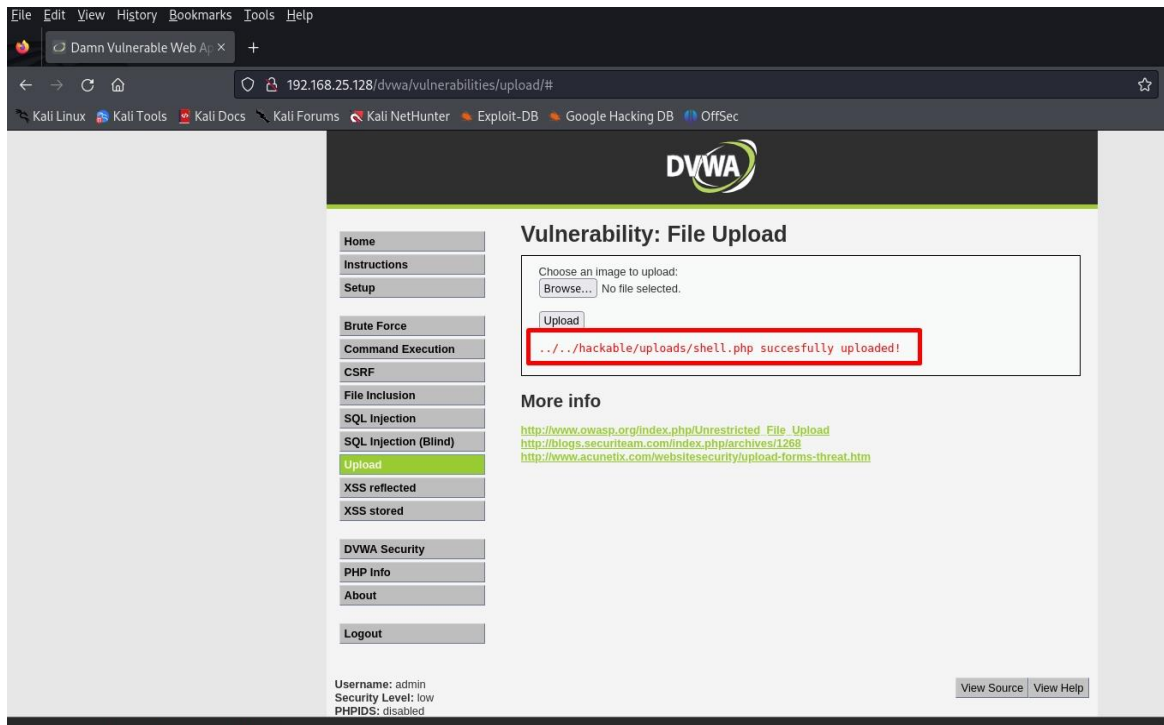 File Edit View History Bookmarks Tools Help
Damn Vulnerable Web Ap ×
192.168.25.128/dvwa/vulnerabilities/upload/#
Kali Linux Kali Tools Kali Docs Kali Forums Kali NetHunter Exploit-DB Google Hacking DB OffSec
DVWA
Home
Instructions
Setup
Brute Force
Command Execution
CSRF
File Inclusion
SQL Injection
SQL Injection (Blind)
Upload
XSS reflected
XSS stored
DVWA Security
PHP Info
About
Logout
Vulnerability: File Upload
Choose an image to upload:
Browse... No file selected.
Upload
../../hackable/uploads/shell.php succesfully uploaded!
More info
http://www.owasp.org/index.php/Unrestricted_File_Upload
http://blogs.securiteam.com/index.php/archives/1268
http://www.acunetix.com/websitesecurity/upload-forms-threat.htm
Username: admin
Security Level: low
PHPIDS: disabled
View Source View Help